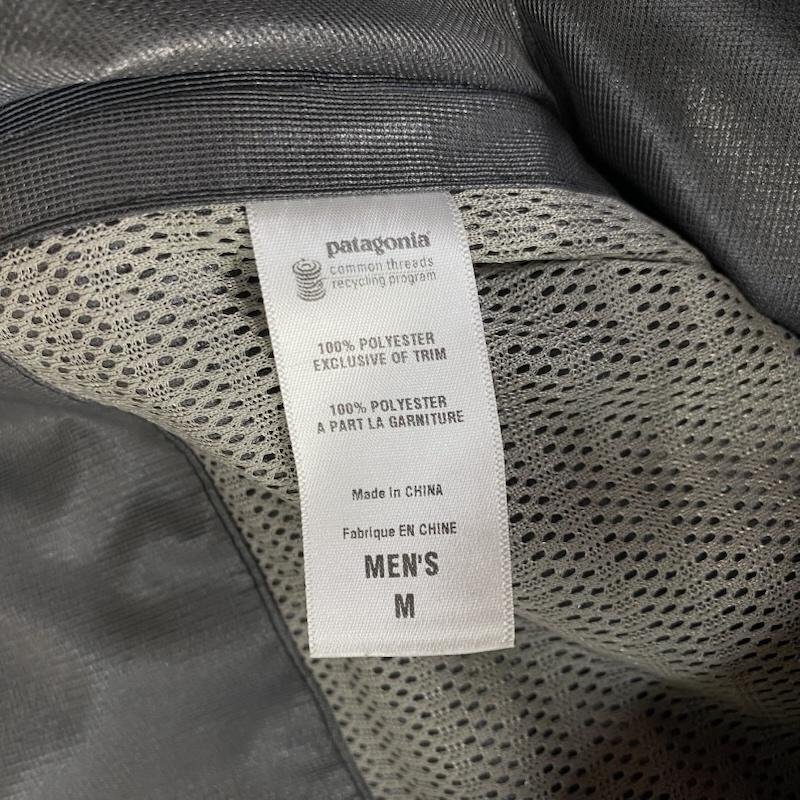 patagonia®
common threads
recycling program
100% POLYESTER
EXCLUSIVE OF TRIM
100% POLYESTER
A PART LA GARNITURE
Made in CHINA
Fabrique EN CHINE
MEN'S
M